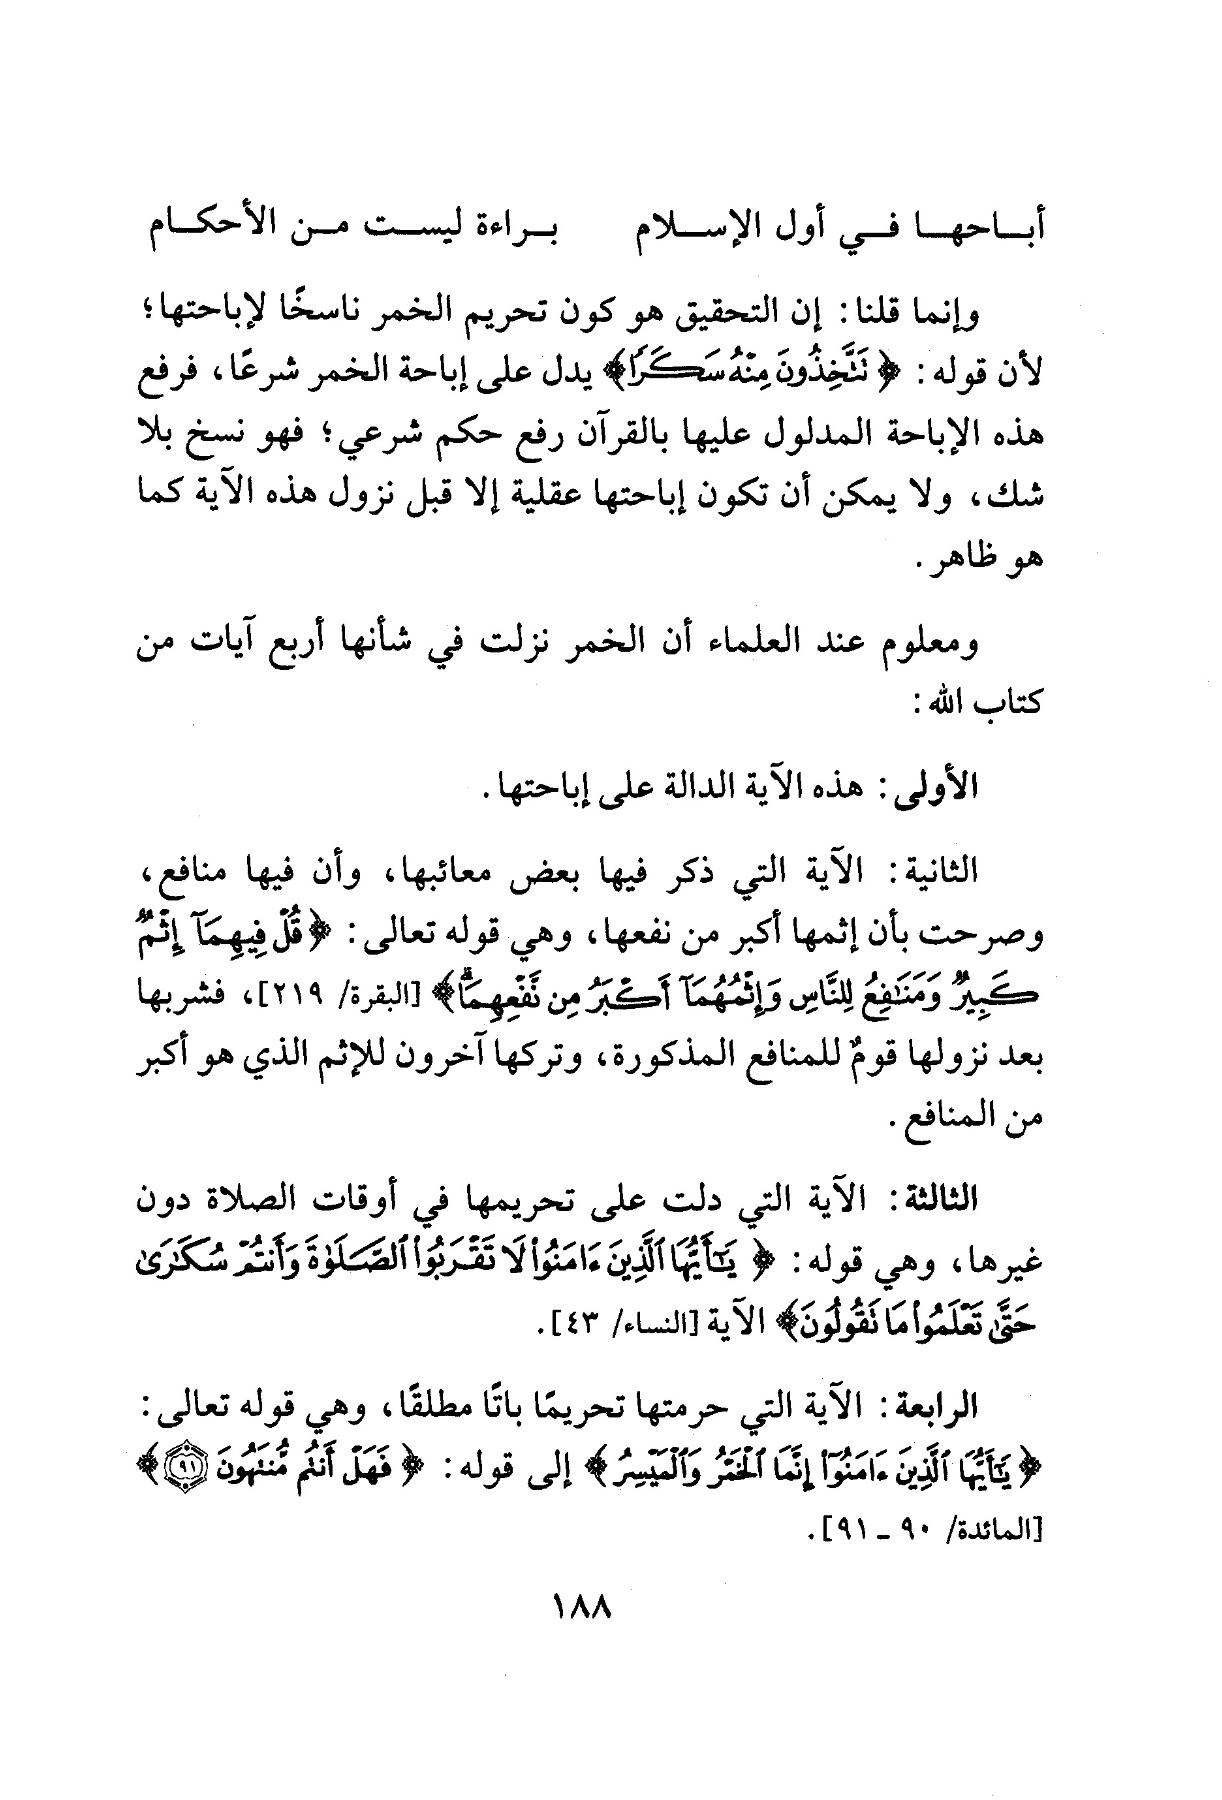 أباحها في أول الإسلام براءة ليست من الأحكام
وإنما قلنا: إن التحقيق هو كون تحريم الخمر ناسخًا لإباحتها؛
لأن قوله: ﴿نَتَّخِذُونَ مِنْهُ سَكَرًا﴾ يدل على إباحة الخمر شرعًا، فرفع
هذه الإباحة المدلول عليها بالقرآن رفع حكم شرعي؛ فهو نسخ بلا
شك، ولا يمكن أن تكون إباحتها عقلية إلا قبل نزول هذه الآية كما
هو ظاهر.
ومعلوم عند العلماء أن الخمر نزلت في شأنها أربع آيات من
كتاب الله:
الأولى: هذه الآية الدالة على إباحتها.
الثانية: الآية التي ذكر فيها بعض معائبها، وأن فيها منافع،
وصرحت بأن إثمها أكبر من نفعها، وهي قوله تعالى: ﴿قُلْ فِيهِمَآ إِثْمٌ
كَبِيرٌ وَمَنَٰفِعُ لِلنَّاسِ وَإِثْمُهُمَآ أَكْبَرُ مِن نَّفْعِهِمَاۗ﴾ [البقرة/ ٢١٩]، فشربها
بعد نزولها قومٌ للمنافع المذكورة، وتركها آخرون للإثم الذي هو أكبر
من المنافع.
الثالثة: الآية التي دلت على تحريمها في أوقات الصلاة دون
غيرها، وهي قوله: ﴿يَٰٓأَيُّهَا ٱلَّذِينَ ءَامَنُوا۟ لَا تَقْرَبُوا۟ ٱلصَّلَوٰةَ وَأَنتُمْ سُكَٰرَىٰ
حَتَّىٰ تَعْلَمُوا۟ مَا نَقُولُونَ﴾ الآية [النساء/ ٤٣].
الرابعة: الآية التي حرمتها تحريمًا باتًا مطلقًا، وهي قوله تعالى:
﴿يَٰٓأَيُّهَا ٱلَّذِينَ ءَامَنُوٓا۟ إِنَّمَا ٱلْخَمْرُ وَٱلْمَيْسِرُ﴾ إلى قوله: ﴿فَهَلْ أَنتُم مُّنتَهُونَ ٩١﴾
[المائدة/ ٩٠ ـ ٩١].
١٨٨